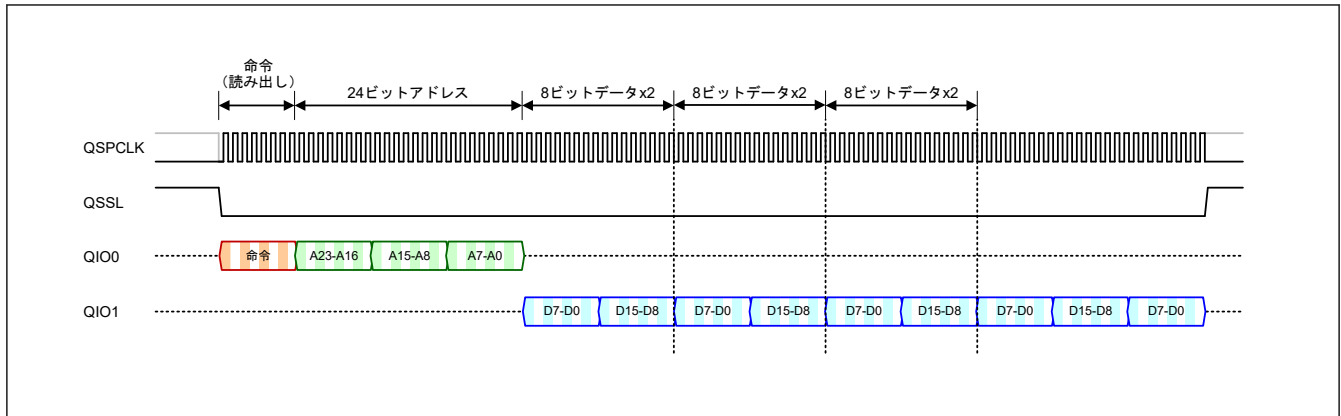 命令
(読み出し)
24ビットアドレス
8ビットデータx2
8ビットデータx2
8ビットデータx2
QSPCLK
QSSL
QIO0
命令
A23-A16
A15-A8
A7-A0
QIO1
D7-D0
D15-D8
D7-D0
D15-D8
D7-D0
D15-D8
D7-D0
D15-D8
D7-D0